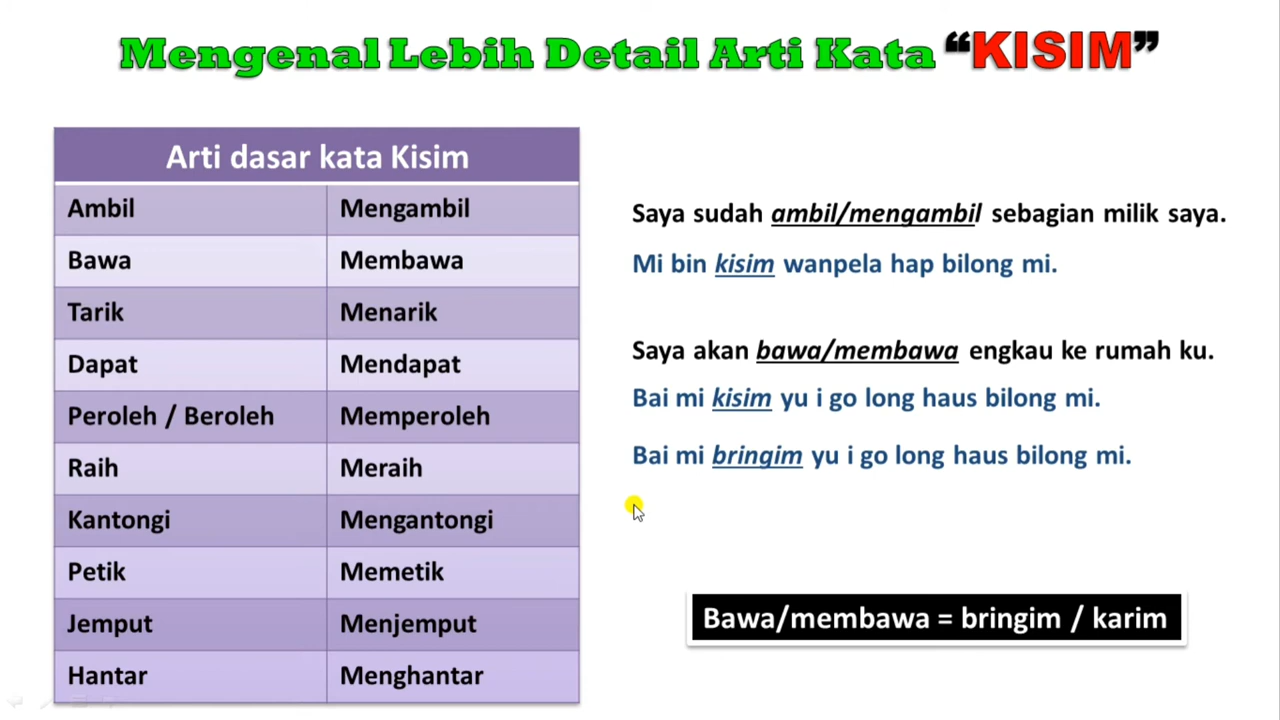 Mengenal Lebih Detail Arti Kata “KISIM”
Arti dasar kata Kisim
Ambil Mengambil
Bawa Membawa
Tarik Menarik
Dapat Mendapat
Peroleh / Beroleh Memperoleh
Raih Meraih
Kantongi Mengantongi
Petik Memetik
Jemput Menjemput
Hantar Menghantar
Saya sudah ambil/mengambil sebagian milik saya.
Mi bin kisim wanpela hap bilong mi.
Saya akan bawa/membawa engkau ke rumah ku.
Bai mi kisim yu i go long haus bilong mi.
Bai mi bringim yu i go long haus bilong mi.
Bawa/membawa = bringim / karim